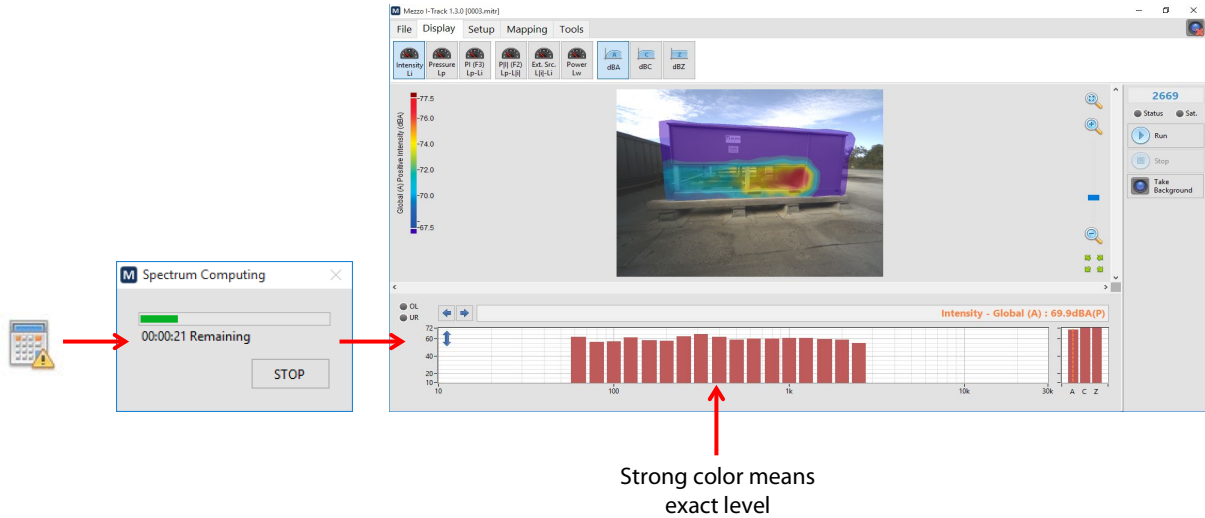 M Mezzo I-Track 1.3.0 [0003.mitr]
File Display Setup Mapping Tools
Intensity Li
Pressure Lp
PI (F3) Lp-Li
P|I| (F2) Lp-L|i|
Ext. Src. L|i|-Li
Power Lw
A dBA
C dBC
Z dBZ
Global (A) Positive Intensity (dBA)
77.5
76.0
74.0
72.0
70.0
67.5
2669
Status Sat.
Run
Stop
Take
Background
M Spectrum Computing
00:00:21 Remaining
STOP
OL
UR
Intensity - Global (A) : 69.9dBA(P)
72
60
40
20
10
10 100 1k 10k 30k A C Z
Strong color means
exact level